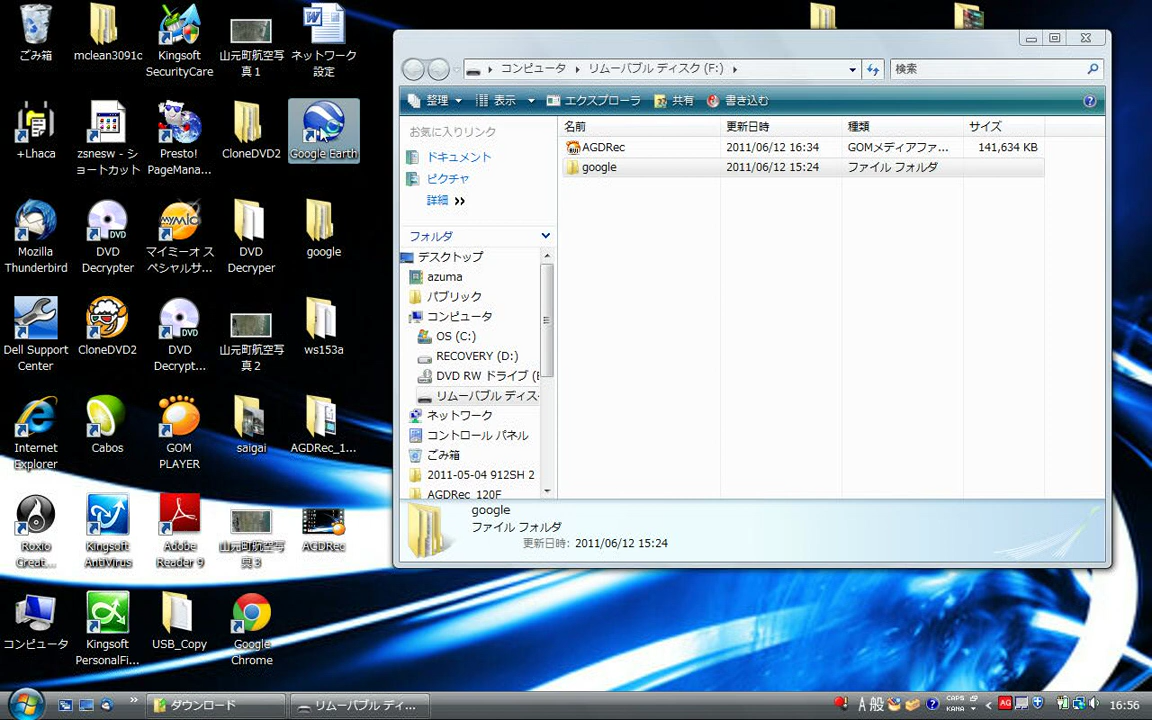 ごみ箱
mclean3091c
Kingsoft
SecurityCare
山元町航空写
真1
ネットワーク
設定
+Lhaca
zsnesw - シ
ョートカット
Presto!
PageMana...
CloneDVD2
Google Earth
Mozilla
Thunderbird
DVD
Decrypter
マイミーオ ス
ペシャルサ...
DVD
Decryper
google
Dell Support
Center
CloneDVD2
DVD
Decrypt...
山元町航空写
真2
ws153a
Internet
Explorer
Cabos
GOM
PLAYER
saigai
AGDRec_1...
Roxio
Creat...
Kingsoft
AntiVirus
Adobe
Reader 9
山元町航空写
真3
AGDRec
コンピュータ
Kingsoft
PersonalFi...
USB_Copy
Google
Chrome
コンピュータ
リムーバブル ディスク (F:)
検索
整理
表示
エクスプローラ
共有
書き込む
お気に入りリンク
ドキュメント
ピクチャ
詳細 »
フォルダ
デスクトップ
azuma
パブリック
コンピュータ
OS (C:)
RECOVERY (D:)
DVD RW ドライブ (E
リムーバブル ディス
ネットワーク
コントロール パネル
ごみ箱
2011-05-04 912SH 2
AGDRec_120F
名前 更新日時 種類 サイズ
AGDRec 2011/06/12 16:34 GOMメディアファ... 141,634 KB
google 2011/06/12 15:24 ファイル フォルダ
google
ファイル フォルダ
更新日時: 2011/06/12 15:24
ダウンロード
リムーバブル ディ...
A 般
CAPS
KANA
AG
16:56